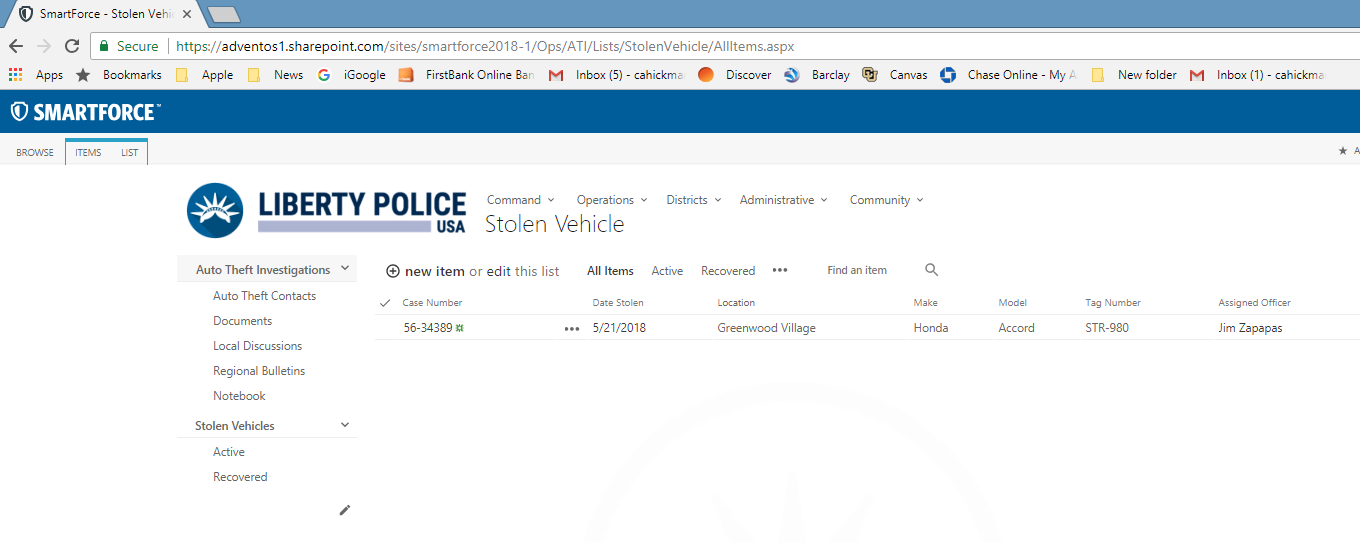 SmartForce - Stolen Vehi
Secure https://adventos1.sharepoint.com/sites/smartforce2018-1/Ops/ATI/Lists/StolenVehicle/AllItems.aspx
Apps Bookmarks Apple News iGoogle FirstBank Online Ban Inbox (5) - cahickma Discover Barclay Canvas Chase Online - My A New folder Inbox (1) - cahickma
SMARTFORCE™
BROWSE ITEMS LIST A
LIBERTY POLICE
USA
Command Operations Districts Administrative Community
Stolen Vehicle
Auto Theft Investigations
Auto Theft Contacts
Documents
Local Discussions
Regional Bulletins
Notebook
Stolen Vehicles
Active
Recovered
new item or edit this list All Items Active Recovered ••• Find an item
Case Number Date Stolen Location Make Model Tag Number Assigned Officer
56-34389 ••• 5/21/2018 Greenwood Village Honda Accord STR-980 Jim Zapapas